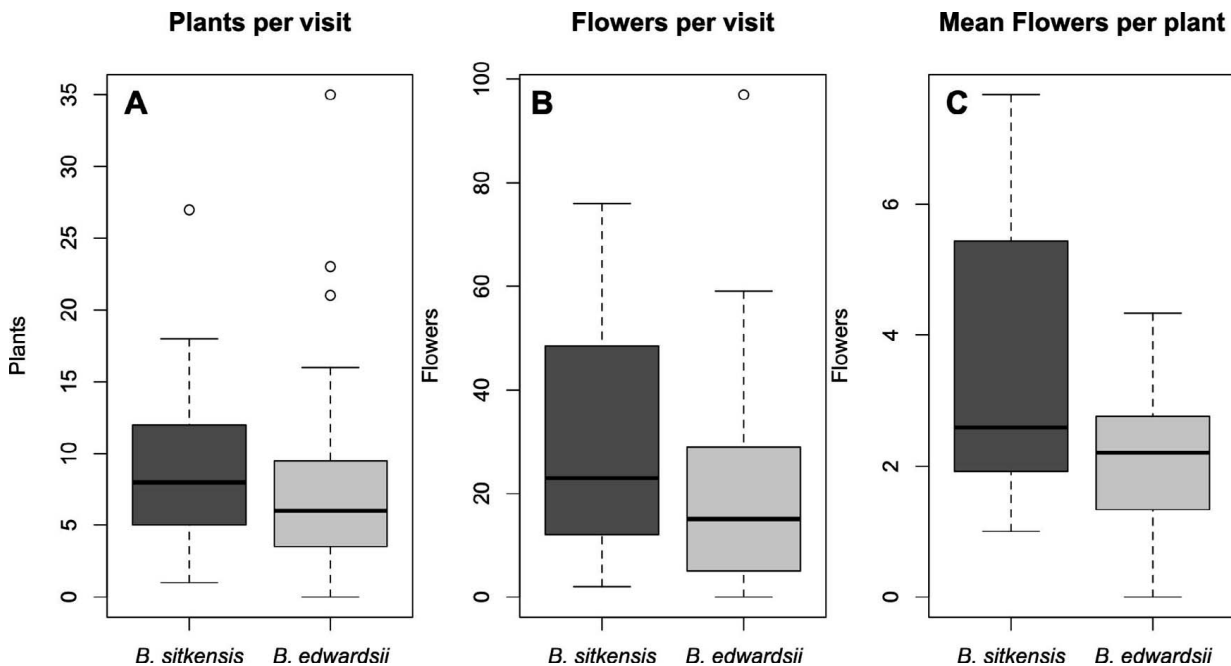 Plants per visit
A
Plants
0
5
10
15
20
25
30
35
B. sitkensis
B. edwardsii
Flowers per visit
B
Flowers
0
20
40
60
80
100
B. sitkensis
B. edwardsii
Mean Flowers per plant
C
Flowers
0
2
4
6
B. sitkensis
B. edwardsii